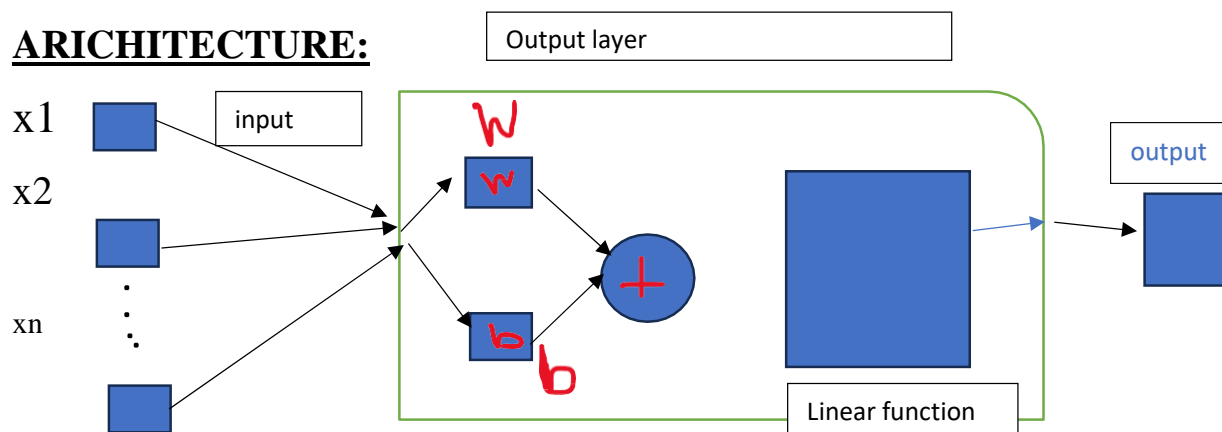 ARICHITECTURE:
Output layer
x1
input
W
w
x2
output
+
xn
b
b
Linear function